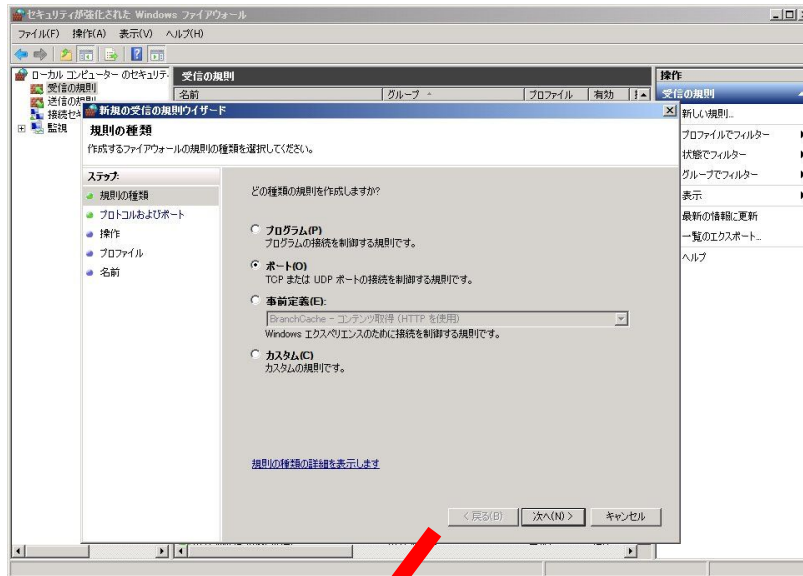 セキュリティが強化された Windows ファイアウォール
ファイル(F) 操作(A) 表示(V) ヘルプ(H)
ローカル コンピューター のセキュリテ
受信の規則
送信の規則
接続セキ
監視
受信の規則
名前 グループ プロファイル 有効
操作
受信の規則
新しい規則...
プロファイルでフィルター
状態でフィルター
グループでフィルター
表示
最新の情報に更新
一覧のエクスポート...
ヘルプ
新規の受信の規則ウィザード
規則の種類
作成するファイアウォールの規則の種類を選択してください。
ステップ:
規則の種類
プロトコルおよびポート
操作
プロファイル
名前
どの種類の規則を作成しますか?
プログラム(P)
プログラムの接続を制御する規則です。
ポート(O)
TCP または UDP ポートの接続を制御する規則です。
事前定義(E):
BranchCache - コンテンツ取得 (HTTP を使用)
Windows エクスペリエンスのために接続を制御する規則です。
カスタム(C)
カスタムの規則です。
規則の種類の詳細を表示します
< 戻る(B) 次へ(N) > キャンセル